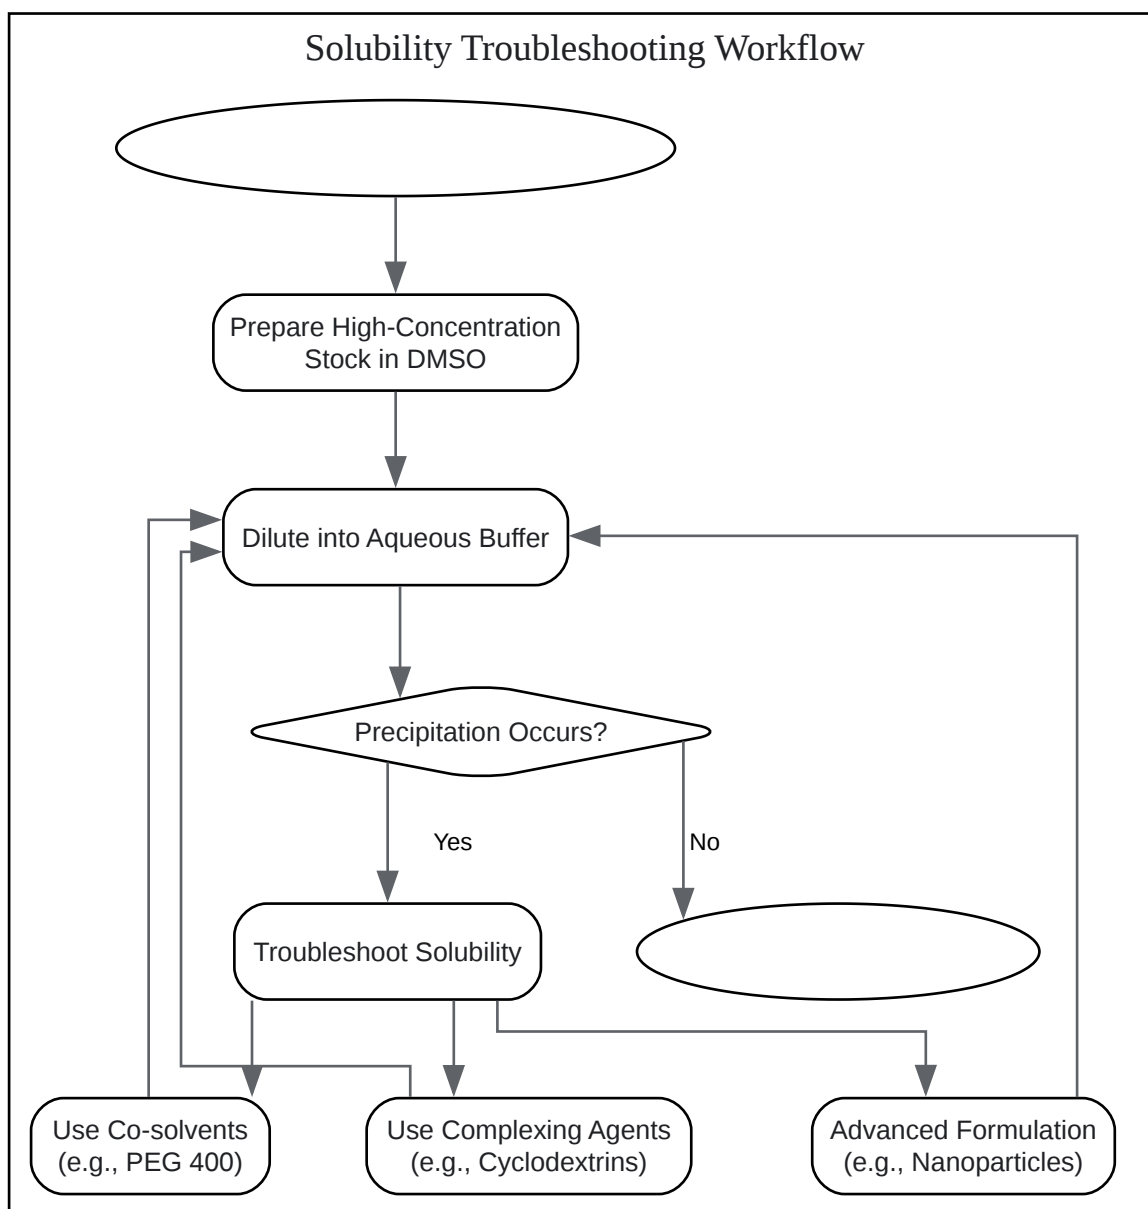 Solubility Troubleshooting Workflow
Prepare High-Concentration
Stock in DMSO
Dilute into Aqueous Buffer
Precipitation Occurs?
Yes
No
Troubleshoot Solubility
Use Co-solvents
(e.g., PEG 400)
Use Complexing Agents
(e.g., Cyclodextrins)
Advanced Formulation
(e.g., Nanoparticles)